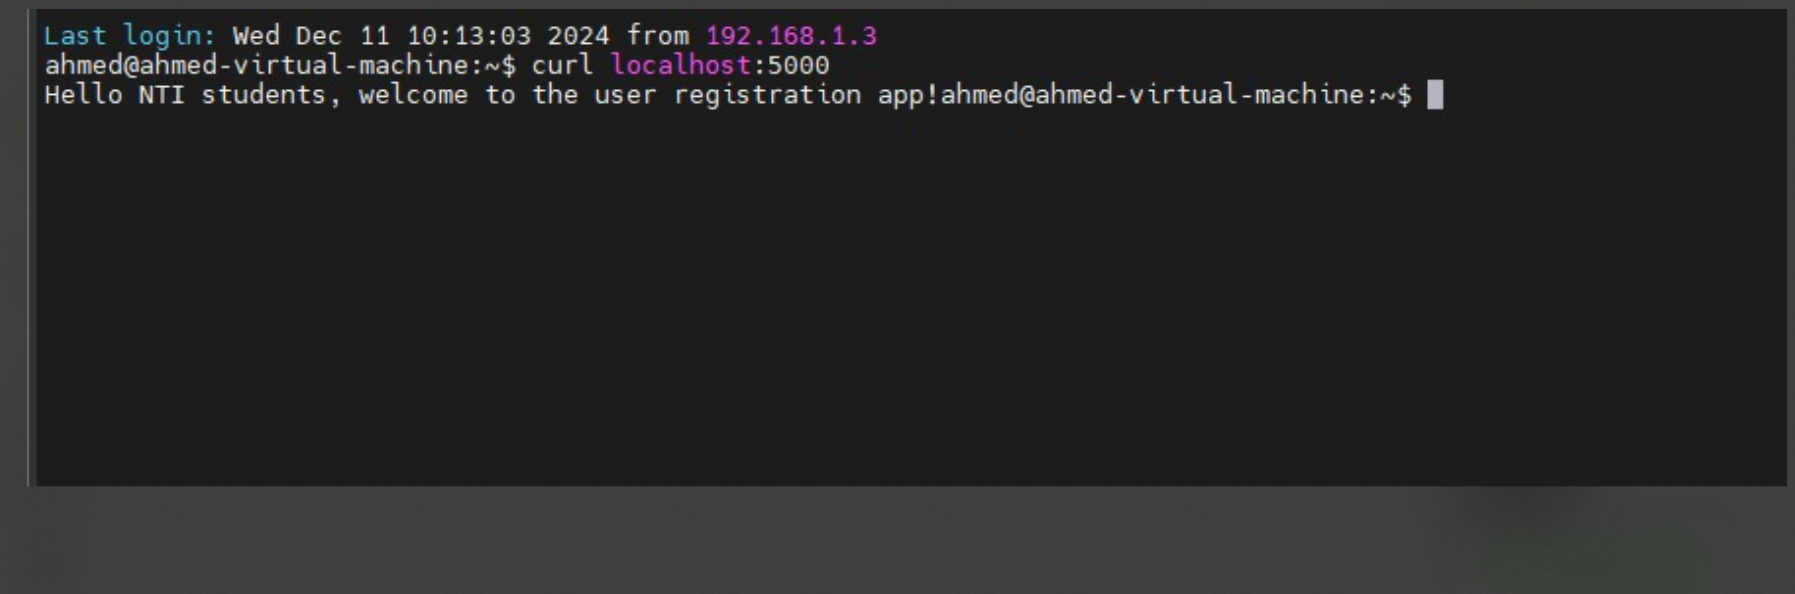 Last login: Wed Dec 11 10:13:03 2024 from 192.168.1.3
ahmed@ahmed-virtual-machine:~$ curl localhost:5000
Hello NTI students, welcome to the user registration app!ahmed@ahmed-virtual-machine:~$